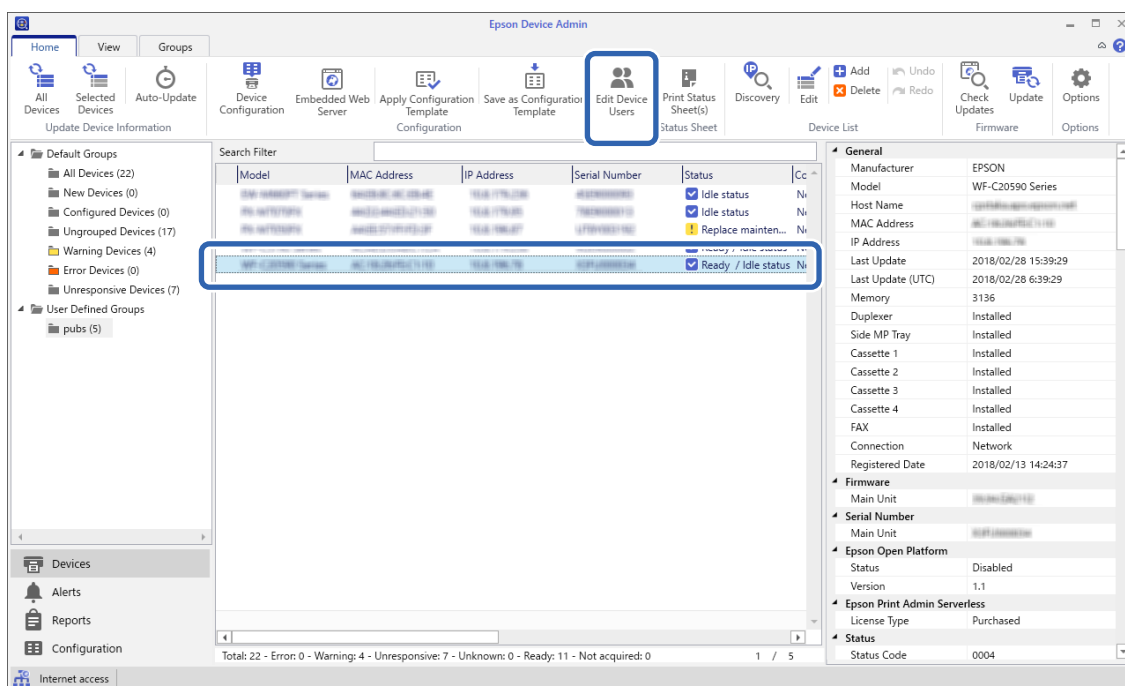 Epson Device Admin
Home View Groups
All Devices
Selected Devices
Auto-Update
Update Device Information
Device Configuration
Embedded Web Server
Apply Configuration Template
Save as Configuration Template
Configuration
Edit Device Users
Print Status Sheet(s)
Status Sheet
Discovery
Edit
Add
Delete
Undo
Redo
Device List
Check Updates
Update
Firmware
Options
Options
Default Groups
All Devices (22)
New Devices (0)
Configured Devices (0)
Ungrouped Devices (17)
Warning Devices (4)
Error Devices (0)
Unresponsive Devices (7)
User Defined Groups
pubs (5)
Devices
Alerts
Reports
Configuration
Search Filter
Model MAC Address IP Address Serial Number Status Co
Idle status
Idle status
Replace mainten...
Ready / Idle status
Total: 22 - Error: 0 - Warning: 4 - Unresponsive: 7 - Unknown: 0 - Ready: 11 - Not acquired: 0 1 / 5
General
Manufacturer EPSON
Model WF-C20590 Series
Host Name
MAC Address
IP Address
Last Update 2018/02/28 15:39:29
Last Update (UTC) 2018/02/28 6:39:29
Memory 3136
Duplexer Installed
Side MP Tray Installed
Cassette 1 Installed
Cassette 2 Installed
Cassette 3 Installed
Cassette 4 Installed
FAX Installed
Connection Network
Registered Date 2018/02/13 14:24:37
Firmware
Main Unit
Serial Number
Main Unit
Epson Open Platform
Status Disabled
Version 1.1
Epson Print Admin Serverless
License Type Purchased
Status
Status Code 0004
Internet access